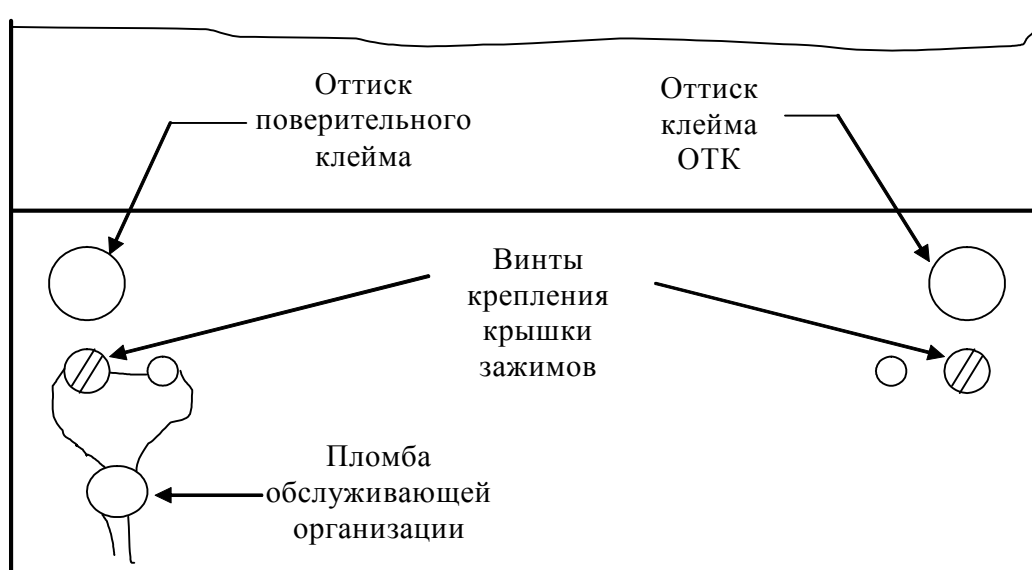 Оттиск
поверительного
клейма
Оттиск
клейма
ОТК
Винты
крепления
крышки
зажимов
Пломба
обслуживающей
организации